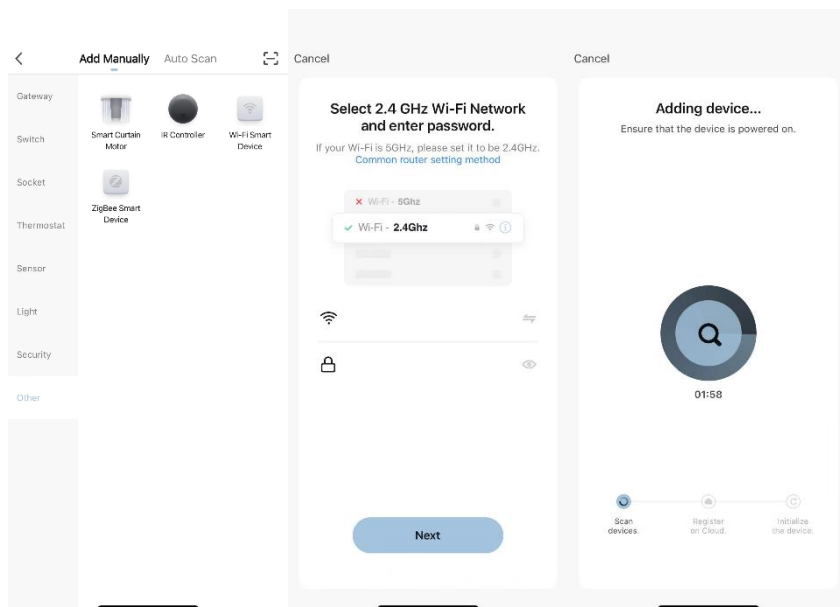 Add Manually
Auto Scan
Gateway
Switch
Socket
Thermostat
Sensor
Light
Security
Other
Smart Curtain
Motor
IR Controller
Wi-Fi Smart
Device
ZigBee Smart
Device
Cancel
Select 2.4 GHz Wi-Fi Network
and enter password.
If your Wi-Fi is 5GHz, please set it to be 2.4GHz.
Common router setting method
Wi-Fi - 5Ghz
Wi-Fi - 2.4Ghz
Next
Cancel
Adding device...
Ensure that the device is powered on.
01:58
Scan
devices.
Register
on Cloud.
Initialize
the device.